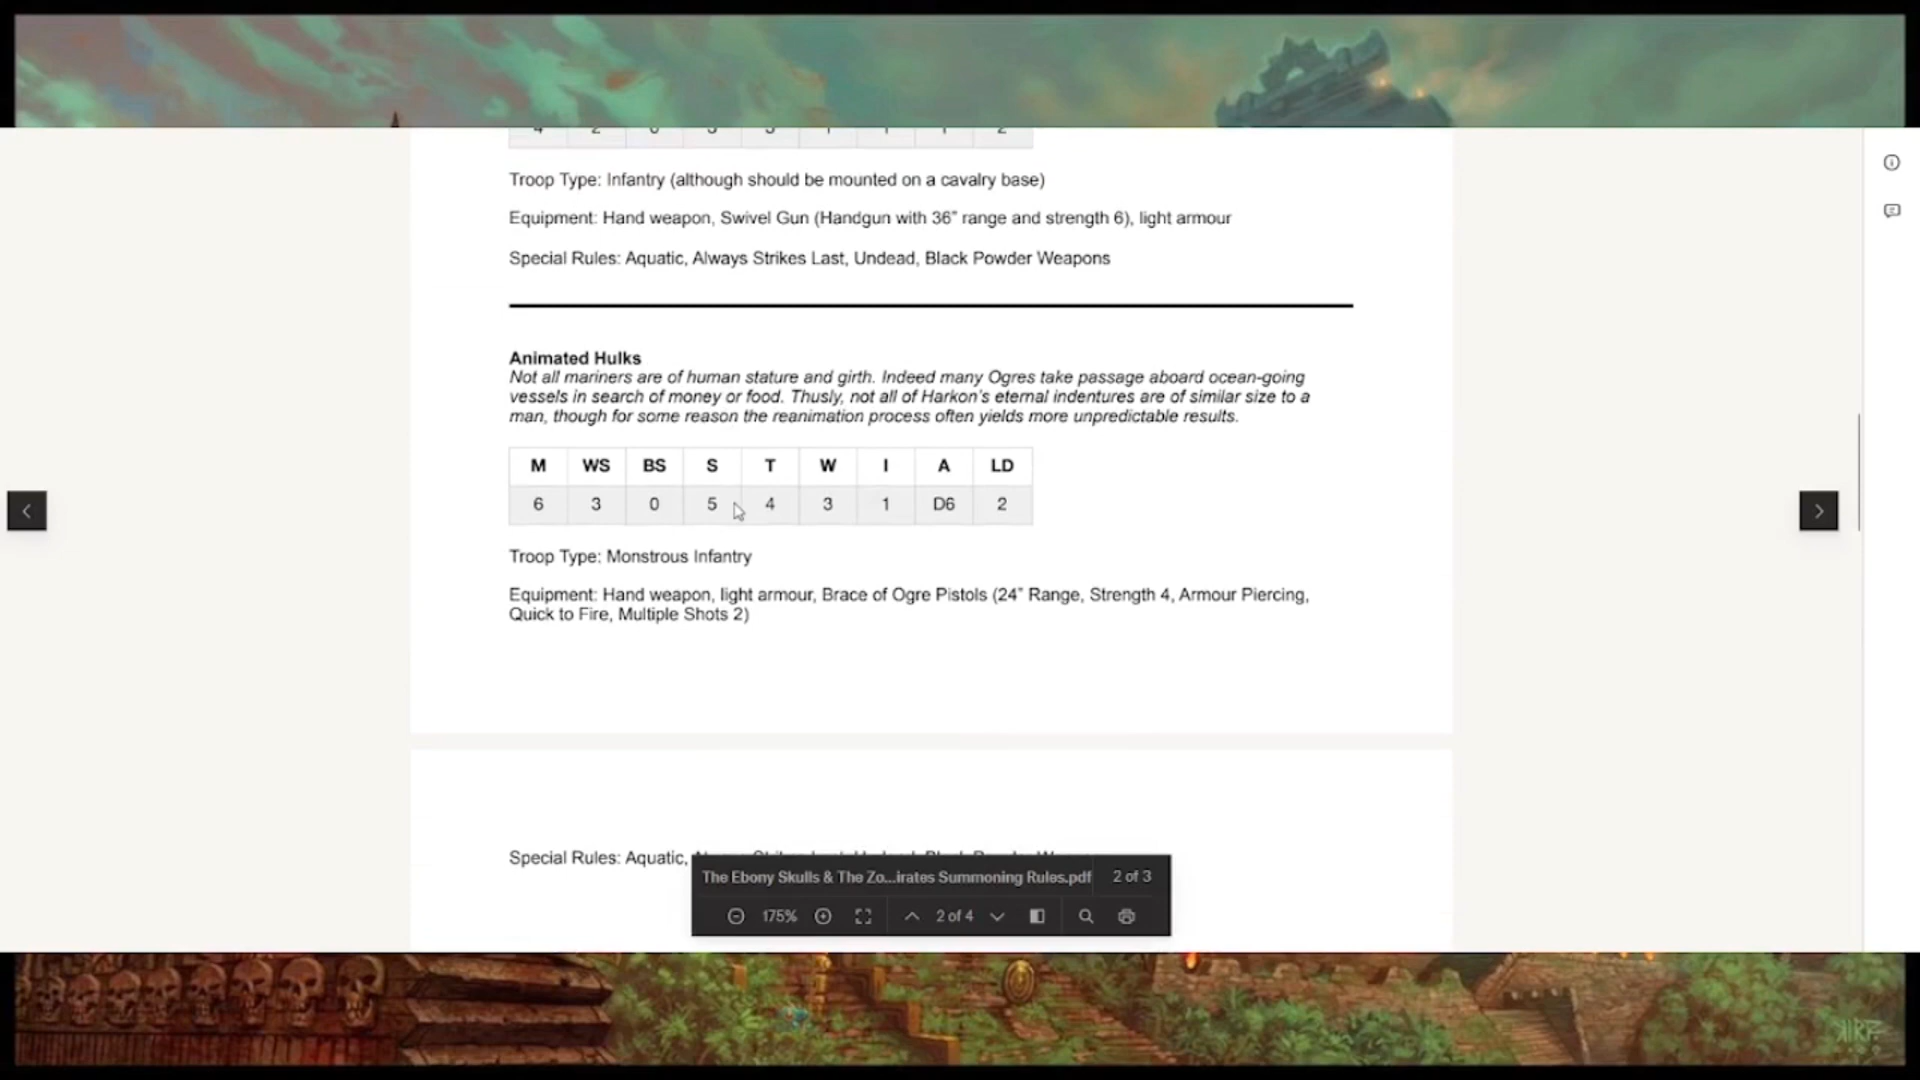 Troop Type: Infantry (although should be mounted on a cavalry base)
Equipment: Hand weapon, Swivel Gun (Handgun with 36” range and strength 6), light armour
Special Rules: Aquatic, Always Strikes Last, Undead, Black Powder Weapons
Animated Hulks
Not all mariners are of human stature and girth. Indeed many Ogres take passage aboard ocean-going
vessels in search of money or food. Thusly, not all of Harkon’s eternal indentures are of similar size to a
man, though for some reason the reanimation process often yields more unpredictable results.
M WS BS S T W I A LD
6 3 0 5 4 3 1 D6 2
Troop Type: Monstrous Infantry
Equipment: Hand weapon, light armour, Brace of Ogre Pistols (24” Range, Strength 4, Armour Piercing,
Quick to Fire, Multiple Shots 2)
Special Rules: Aquatic,
The Ebony Skulls & The Zo...irates Summoning Rules.pdf 2 of 3
175% 2 of 4